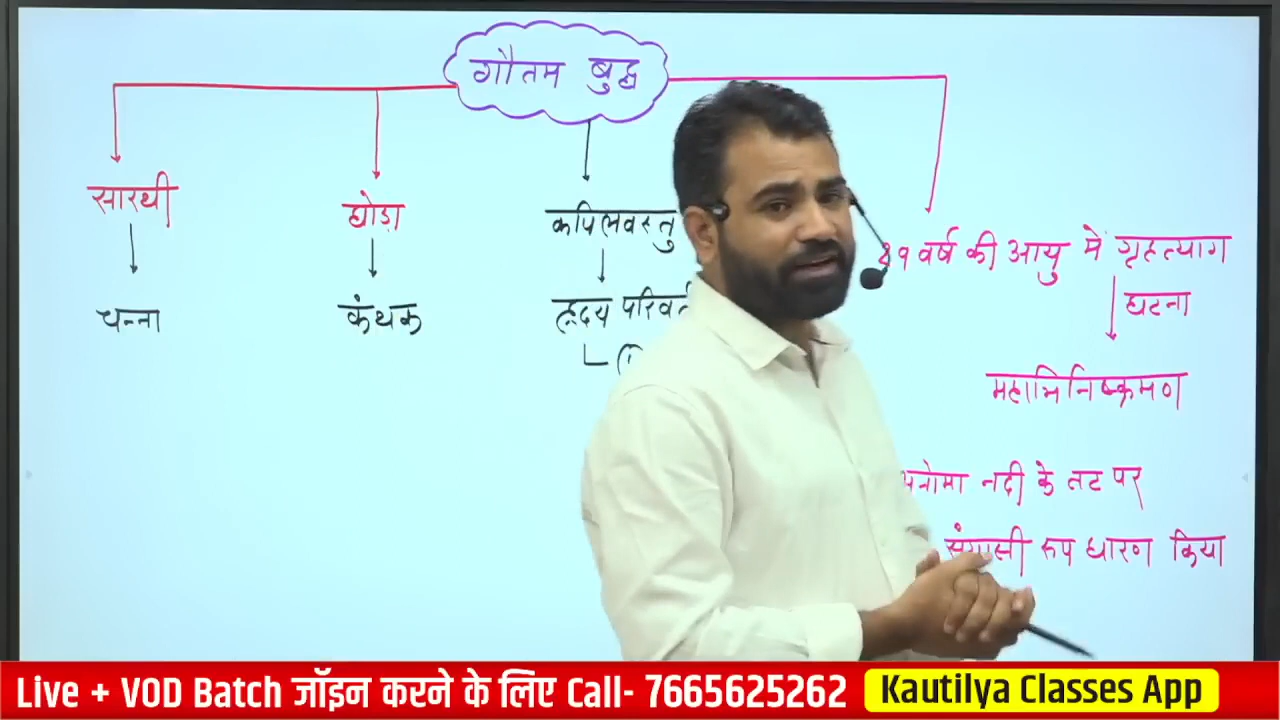 गौतम बुद्ध
सारथी
चन्ना
घोड़ा
कंथक
कपिलवस्तु
हृदय
वर्ष की आयु में गृहत्याग
घटना
महाभिनिष्क्रमण
नदी के तट पर
रूप धारण किया
Live + VOD Batch जॉइन करने के लिए Call- 7665625262
Kautilya Classes App